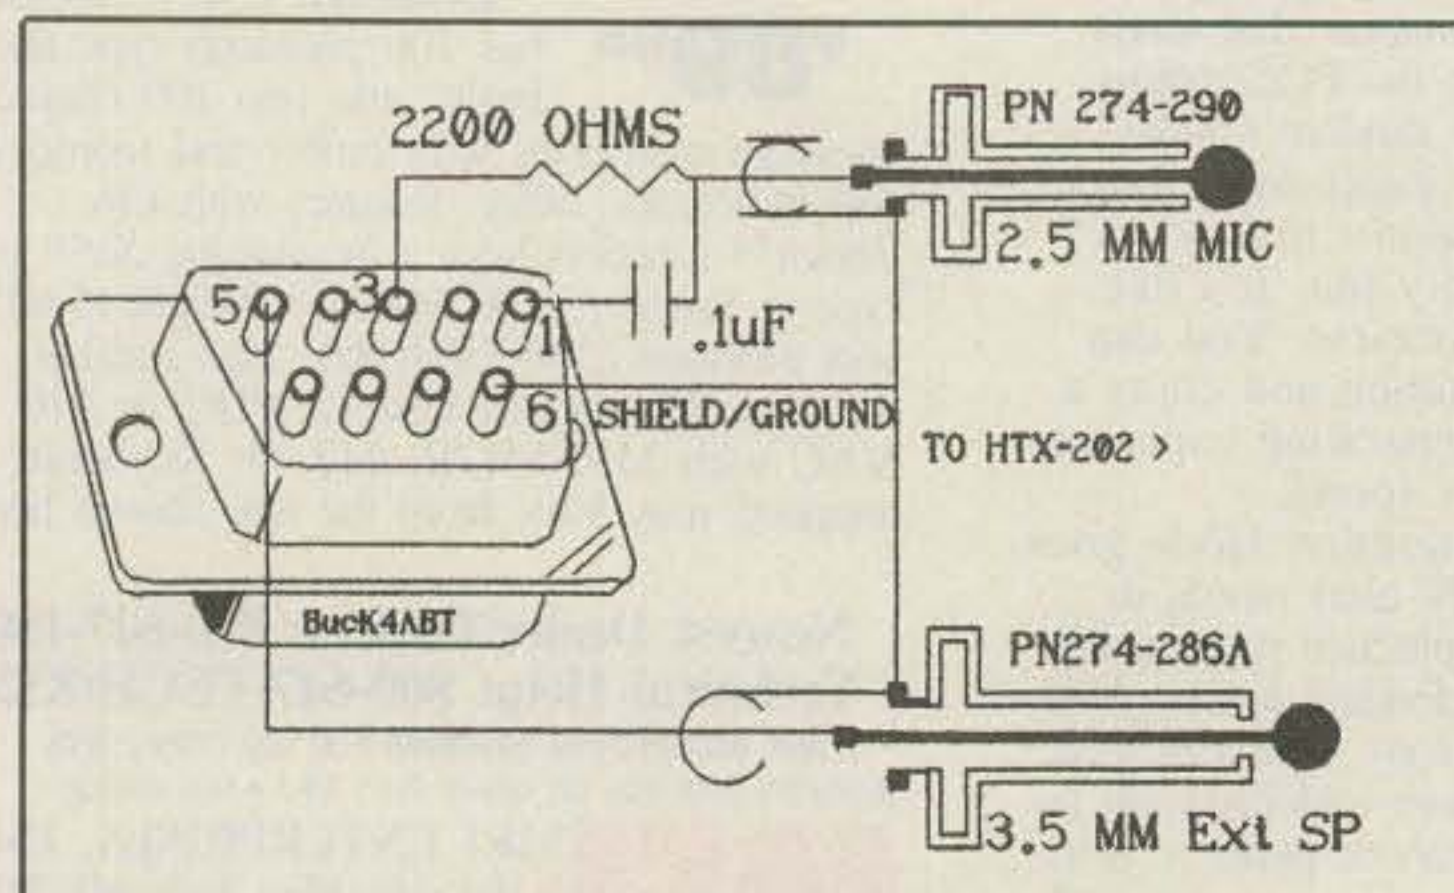 2200 OHMS
PN 274-290
2.5 MM MIC
5
3
1
.1uF
6
SHIELD/GROUND
TO HTX-202 >
BucK4ABT
PN274-286A
3.5 MM Ext SP